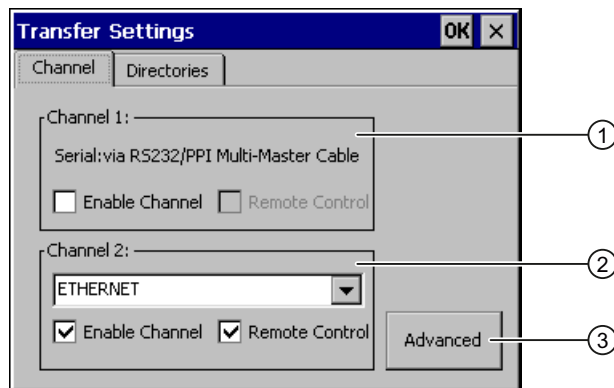 Transfer Settings OK ×
Channel Directories
Channel 1:
1
Serial:via RS232/PPI Multi-Master Cable
Enable Channel Remote Control
Channel 2:
2
ETHERNET
Enable Channel Remote Control
Advanced
3